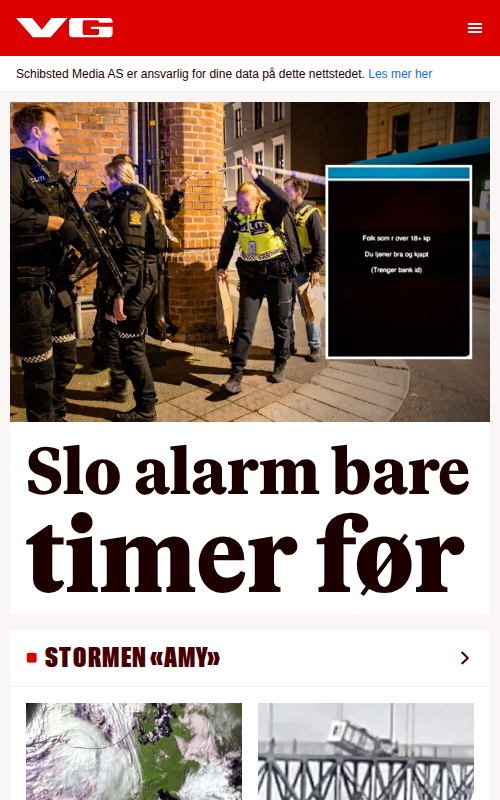 VG
Schibsted Media AS er ansvarlig for dine data på dette nettstedet. Les mer her
Folk som r over 18+ kp
Du tjener bra og kjapt
(Trenger bank id)
Slo alarm bare
timer før
STORMEN «AMY»